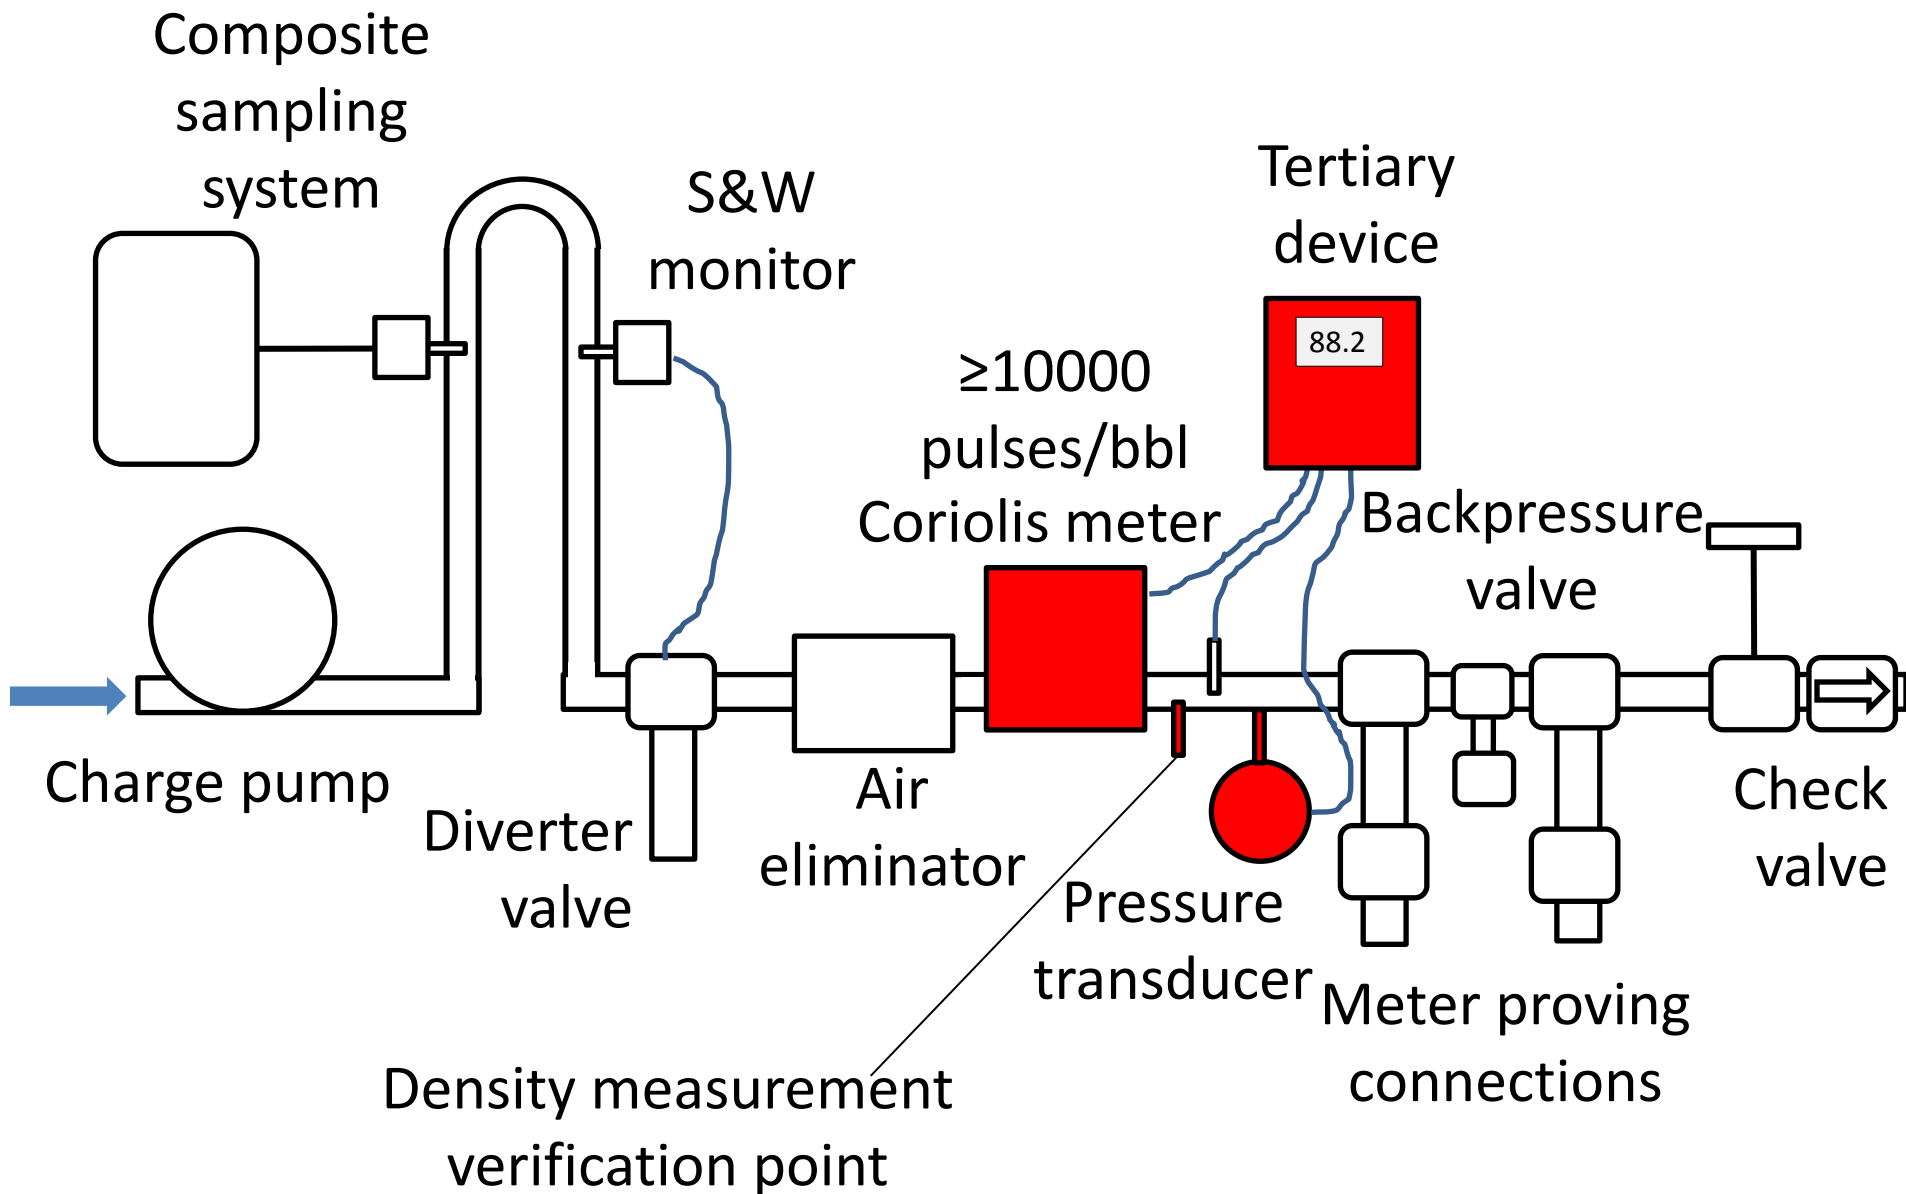 Composite
sampling
system
S&W
monitor
Tertiary
device
88.2
≥10000
pulses/bbl
Coriolis meter
Backpressure
valve
Charge pump
Diverter
valve
Air
eliminator
Pressure
transducer
Check
valve
Meter proving
connections
Density measurement
verification point